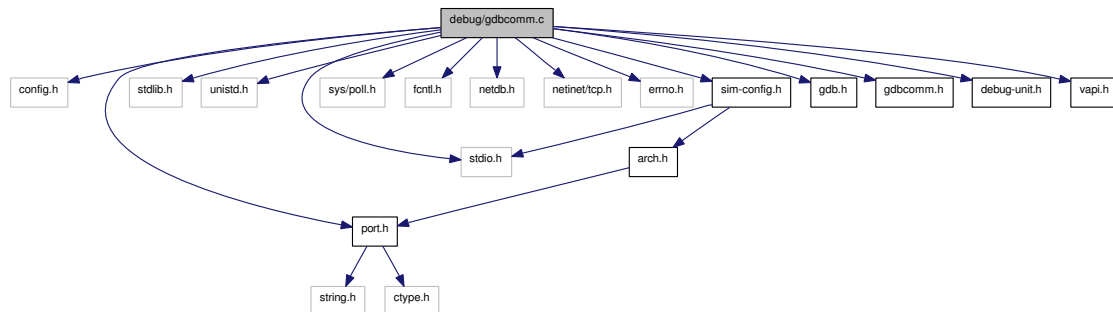 debug/gdbcomm.c
config.h
stdlib.h
unistd.h
sys/poll.h
fcntl.h
netdb.h
netinet/tcp.h
errno.h
sim-config.h
gdb.h
gdbcomm.h
debug-unit.h
vapi.h
stdio.h
arch.h
port.h
string.h
ctype.h